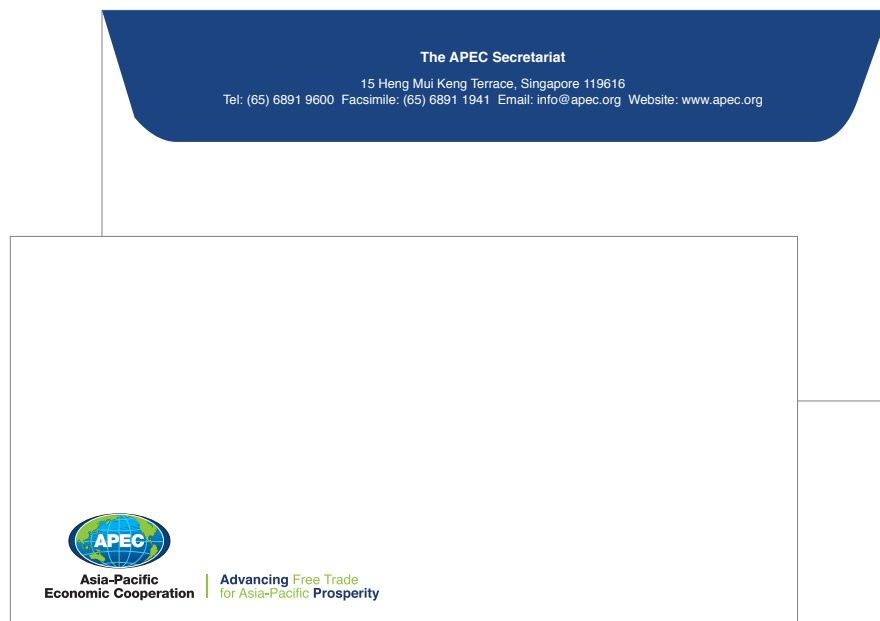 The APEC Secretariat
15 Heng Mui Keng Terrace, Singapore 119616
Tel: (65) 6891 9600 Facsimile: (65) 6891 1941 Email: info@apec.org Website: www.apec.org
APEC
Asia-Pacific
Economic Cooperation
Advancing Free Trade
for Asia-Pacific Prosperity